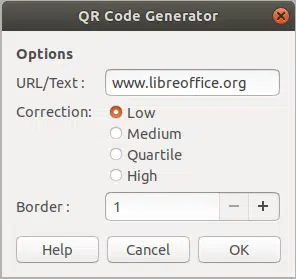 QR Code Generator
Options
URL/Text : www.libreoffice.org
Correction: Low
Medium
Quartile
High
Border : 1
Help Cancel OK